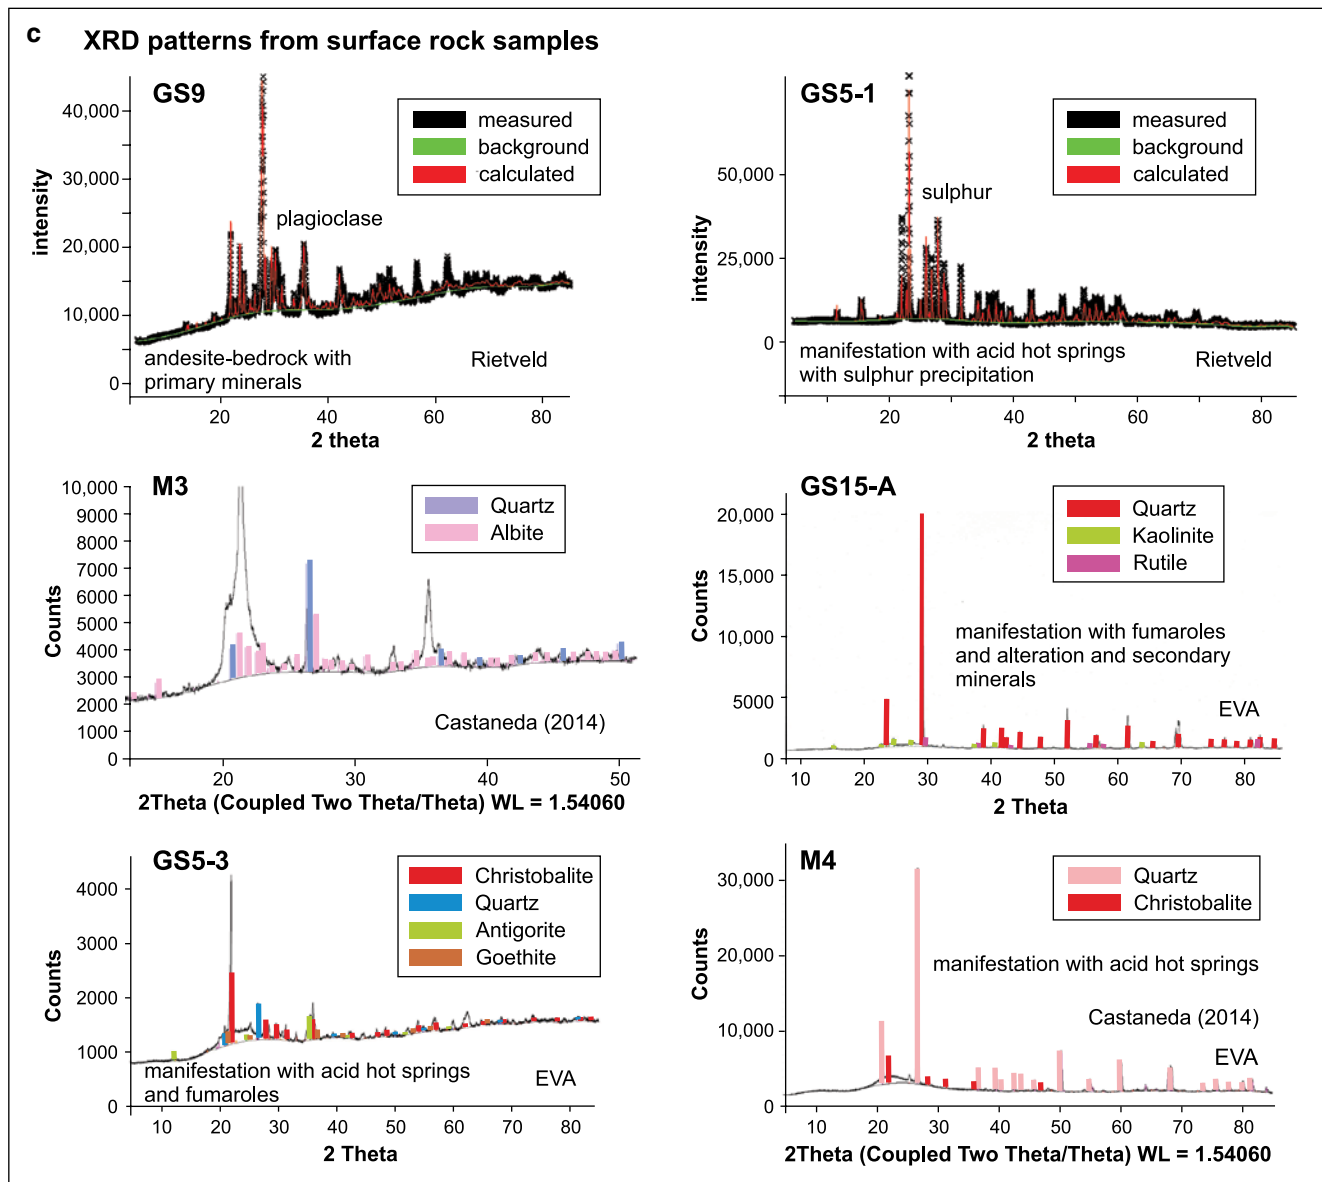 c XRD patterns from surface rock samples
GS9
measured
background
calculated
40,000
30,000
20,000
10,000
0
intensity
plagioclase
andesite-bedrock with
primary minerals
Rietveld
20 40 60 80
2 theta
GS5-1
measured
background
calculated
50,000
25,000
0
intensity
sulphur
manifestation with acid hot springs
with sulphur precipitation
Rietveld
20 40 60 80
2 theta
M3
Quartz
Albite
10,000
9000
8000
7000
6000
5000
4000
3000
2000
1000
0
Counts
Castaneda (2014)
20 30 40 50
2Theta (Coupled Two Theta/Theta) WL = 1.54060
GS15-A
Quartz
Kaolinite
Rutile
20,000
15,000
10,000
5000
0
Counts
manifestation with fumaroles
and alteration and secondary
minerals
EVA
10 20 30 40 50 60 70 80
2 Theta
GS5-3
Christobalite
Quartz
Antigorite
Goethite
4000
3000
2000
1000
0
Counts
manifestation with acid hot springs
and fumaroles
EVA
10 20 30 40 50 60 70 80
2 Theta
M4
Quartz
Christobalite
30,000
20,000
10,000
0
Counts
manifestation with acid hot springs
Castaneda (2014)
EVA
10 20 30 40 50 60 70 80
2Theta (Coupled Two Theta/Theta) WL = 1.54060